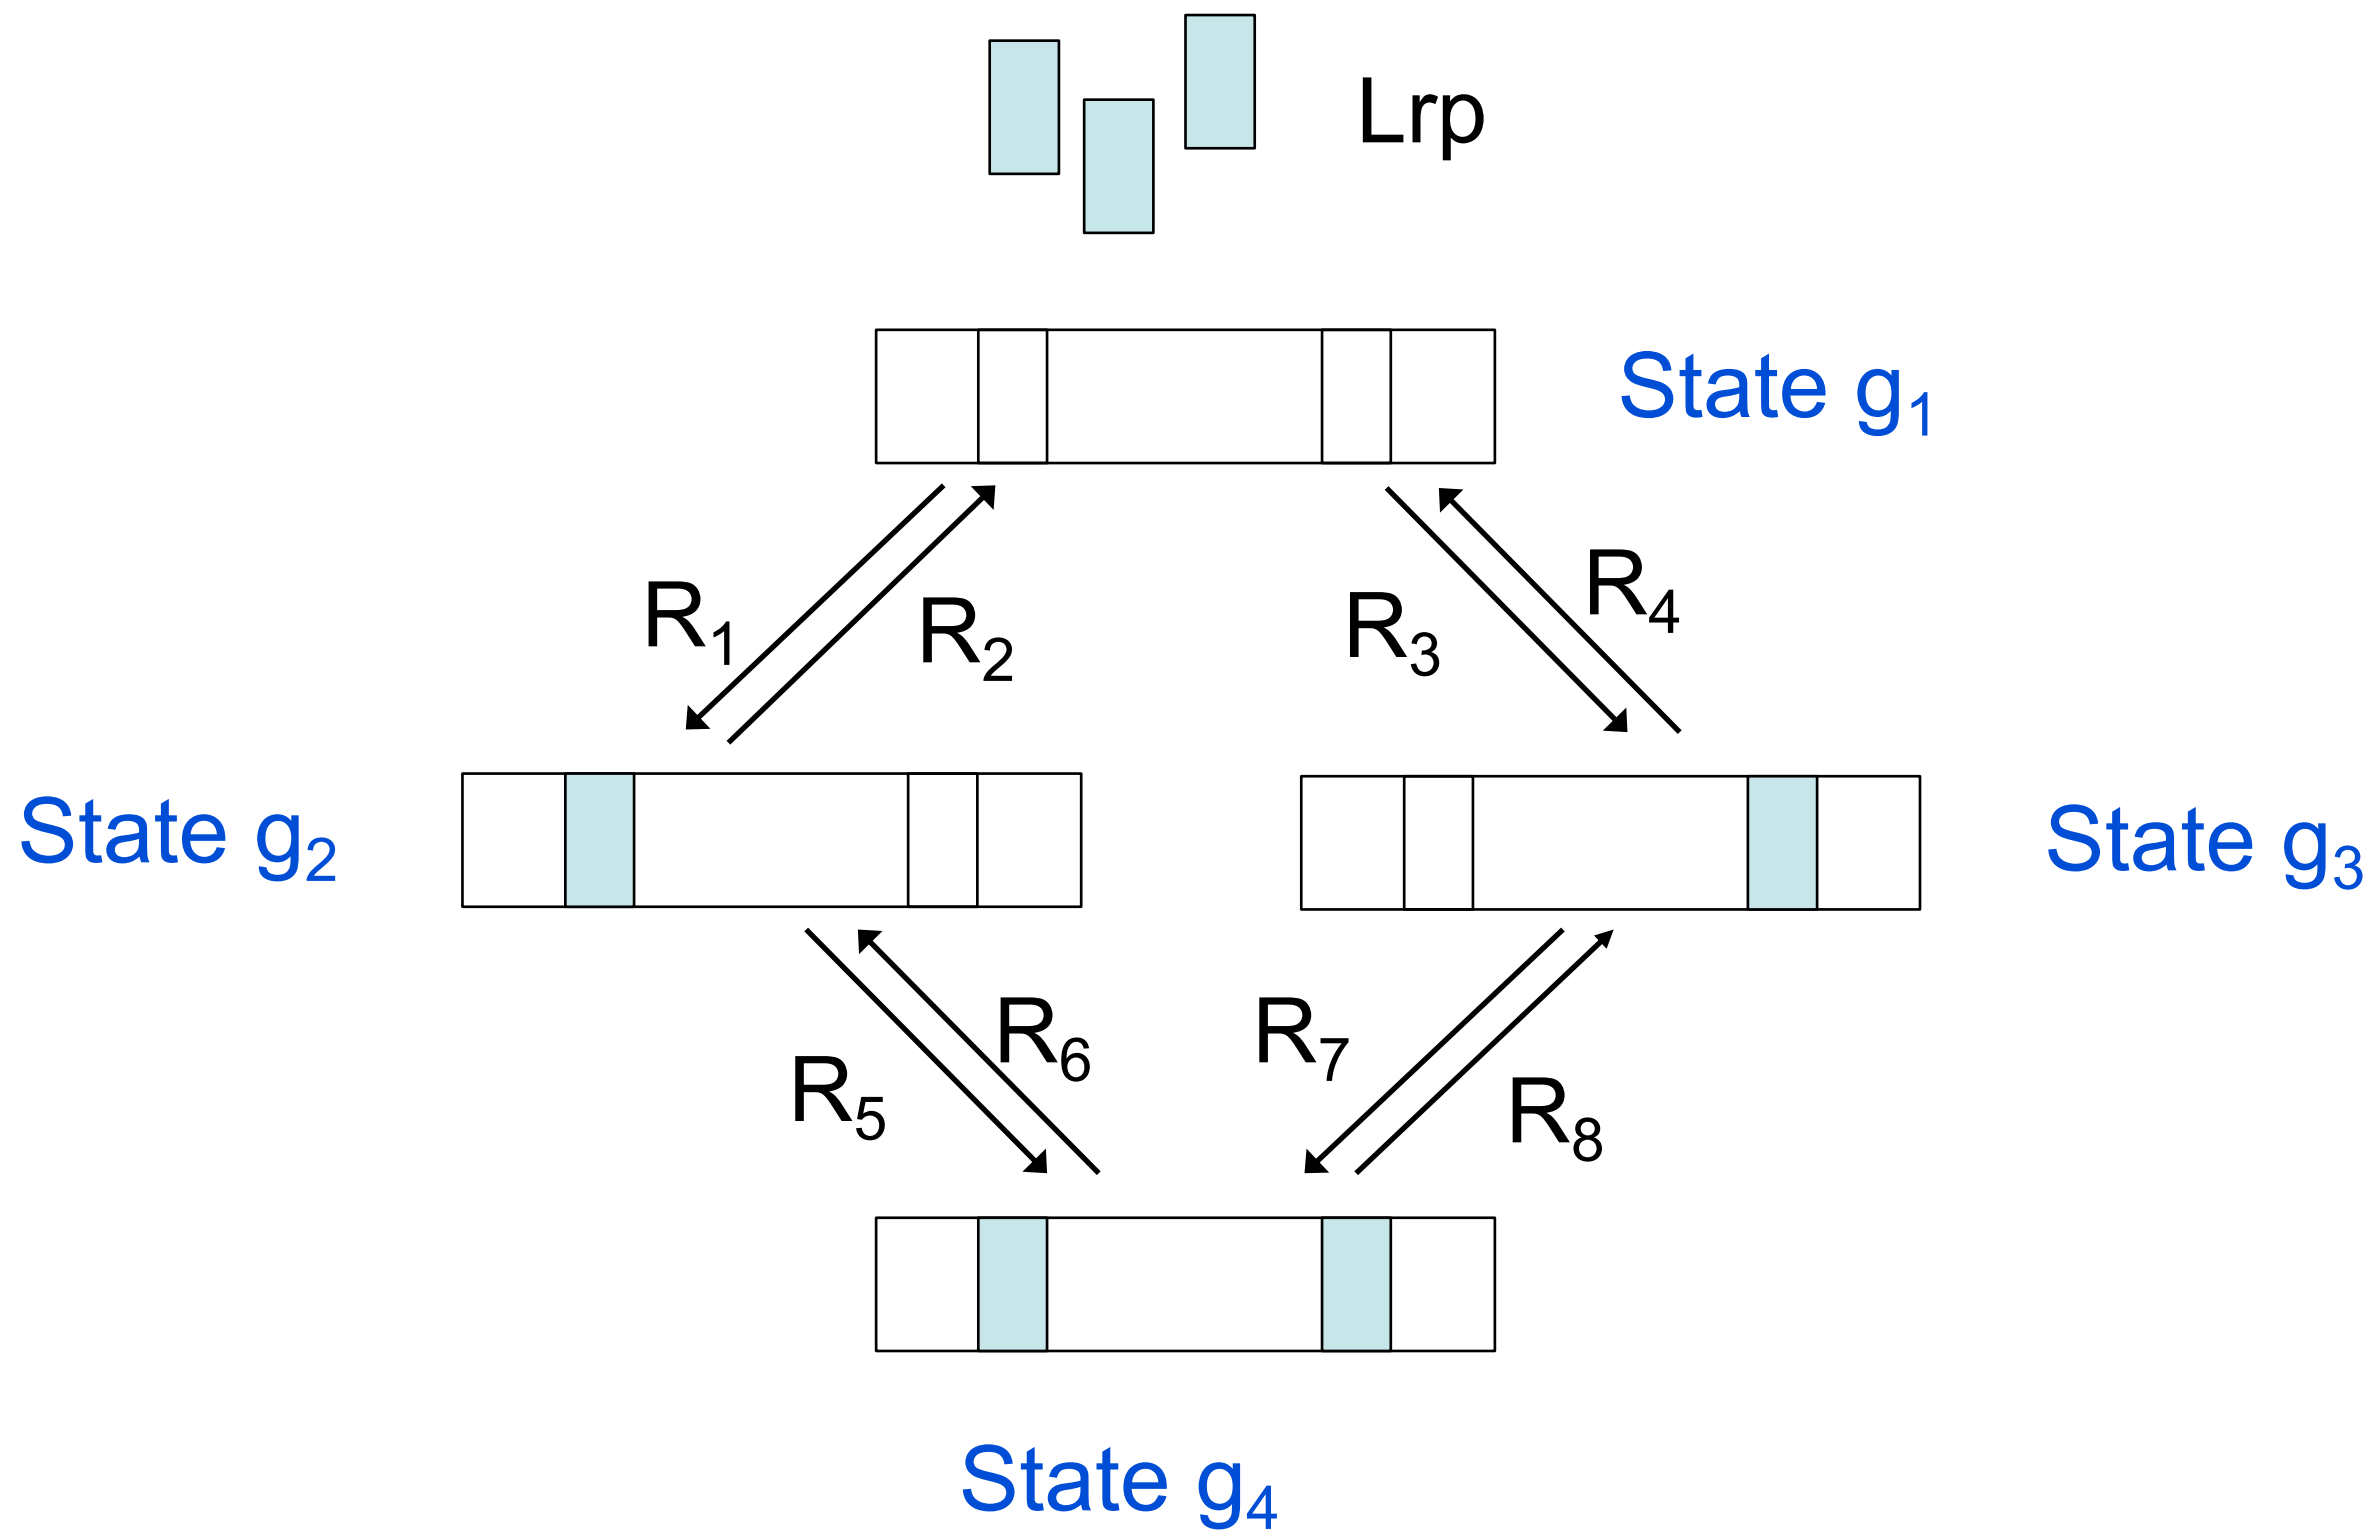 Lrp
State g1
R1
R2
R3
R4
State g2
State g3
R5
R6
R7
R8
State g4